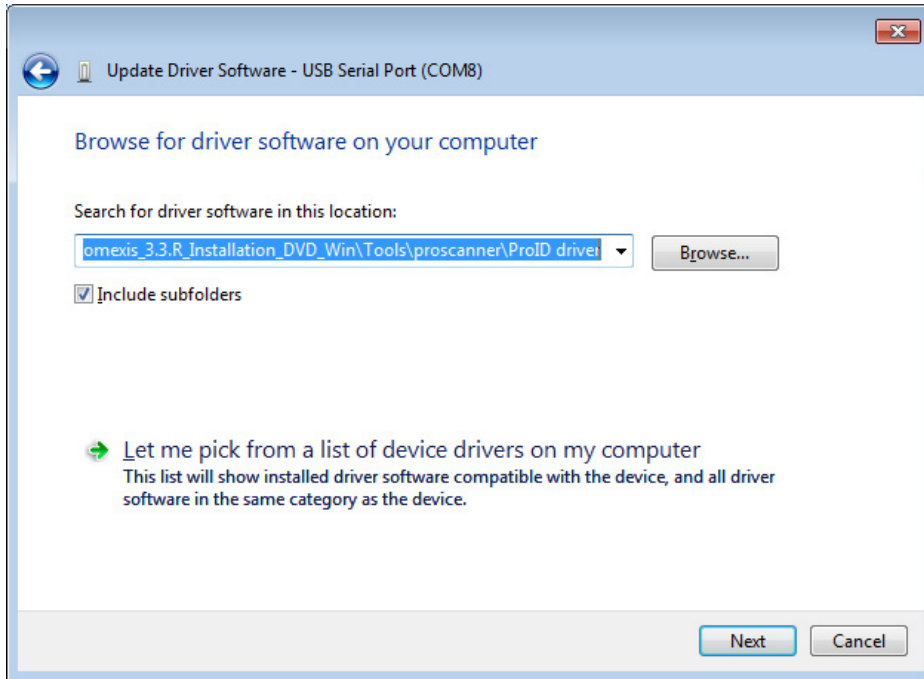 Update Driver Software - USB Serial Port (COM8)
Browse for driver software on your computer
Search for driver software in this location:
omexis_3.3.R_Installation_DVD_Win\Tools\proscanner\ProID driver
Browse...
Include subfolders
Let me pick from a list of device drivers on my computer
This list will show installed driver software compatible with the device, and all driver
software in the same category as the device.
Next
Cancel